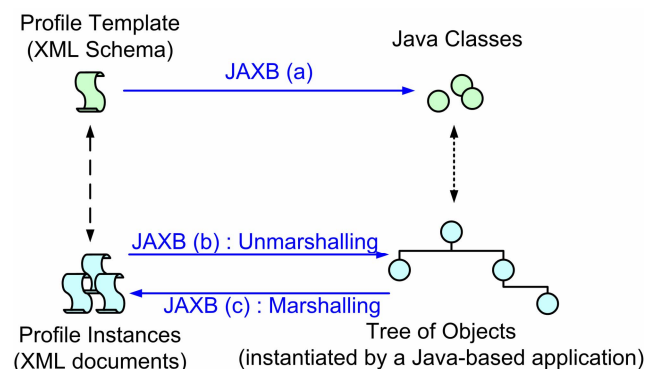 Profile Template
(XML Schema)
Java Classes
JAXB (a)
JAXB (b) : Unmarshalling
JAXB (c) : Marshalling
Profile Instances
(XML documents)
Tree of Objects
(instantiated by a Java-based application)